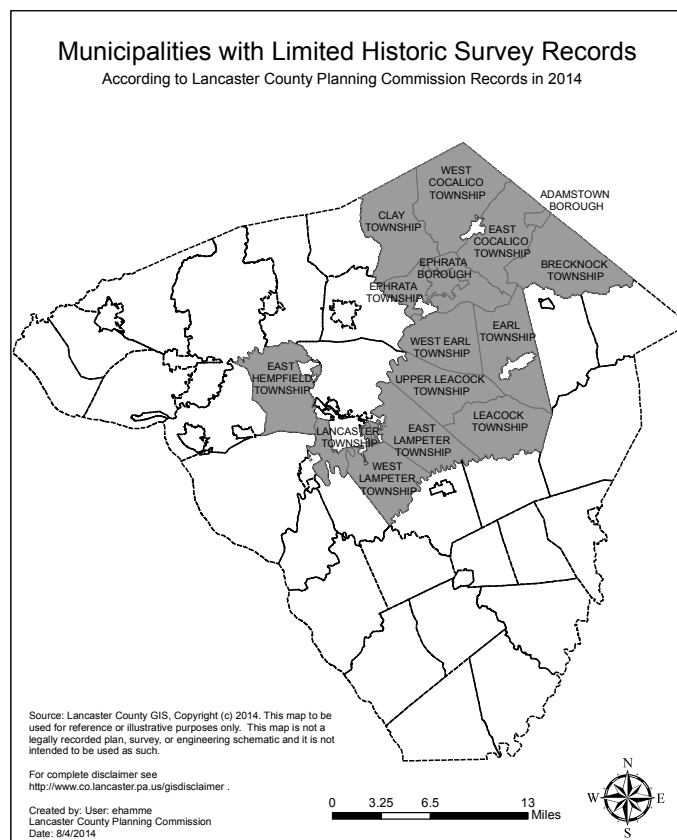 Municipalities with Limited Historic Survey Records
According to Lancaster County Planning Commission Records in 2014
WEST
COCALICO
TOWNSHIP
ADAMSTOWN
BOROUGH
CLAY
TOWNSHIP
EAST
COCALICO
TOWNSHIP
EPHRATA
BOROUGH
BRECKNOCK
TOWNSHIP
EPHRATA
TOWNSHIP
EARL
TOWNSHIP
WEST EARL
TOWNSHIP
EAST
HEMPFIELD
TOWNSHIP
UPPER LEACOCK
TOWNSHIP
LEACOCK
TOWNSHIP
LANCASTER
TOWNSHIP
EAST
LAMPETER
TOWNSHIP
WEST
LAMPETER
TOWNSHIP
Source: Lancaster County GIS, Copyright (c) 2014. This map to be
used for reference or illustrative purposes only. This map is not a
legally recorded plan, survey, or engineering schematic and it is not
intended to be used as such.
For complete disclaimer see
http://www.co.lancaster.pa.us/gisdisclaimer .
Created by: User: ehamme
Lancaster County Planning Commission
Date: 8/4/2014
0 3.25 6.5 13
Miles
N
W E
S